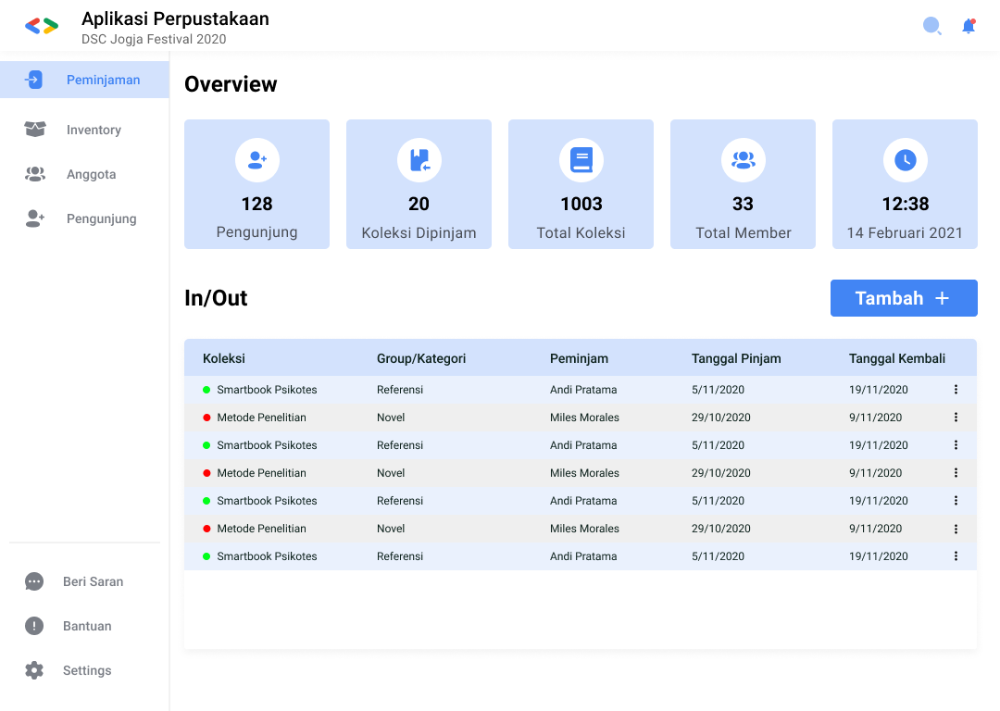 Aplikasi Perpustakaan
DSC Jogja Festival 2020
Peminjaman
Inventory
Anggota
Pengunjung
Beri Saran
Bantuan
Settings
Overview
128
Pengunjung
20
Koleksi Dipinjam
1003
Total Koleksi
33
Total Member
12:38
14 Februari 2021
In/Out
Tambah +
Koleksi Group/Kategori Peminjam Tanggal Pinjam Tanggal Kembali
Smartbook Psikotes Referensi Andi Pratama 5/11/2020 19/11/2020
Metode Penelitian Novel Miles Morales 29/10/2020 9/11/2020
Smartbook Psikotes Referensi Andi Pratama 5/11/2020 19/11/2020
Metode Penelitian Novel Miles Morales 29/10/2020 9/11/2020
Smartbook Psikotes Referensi Andi Pratama 5/11/2020 19/11/2020
Metode Penelitian Novel Miles Morales 29/10/2020 9/11/2020
Smartbook Psikotes Referensi Andi Pratama 5/11/2020 19/11/2020